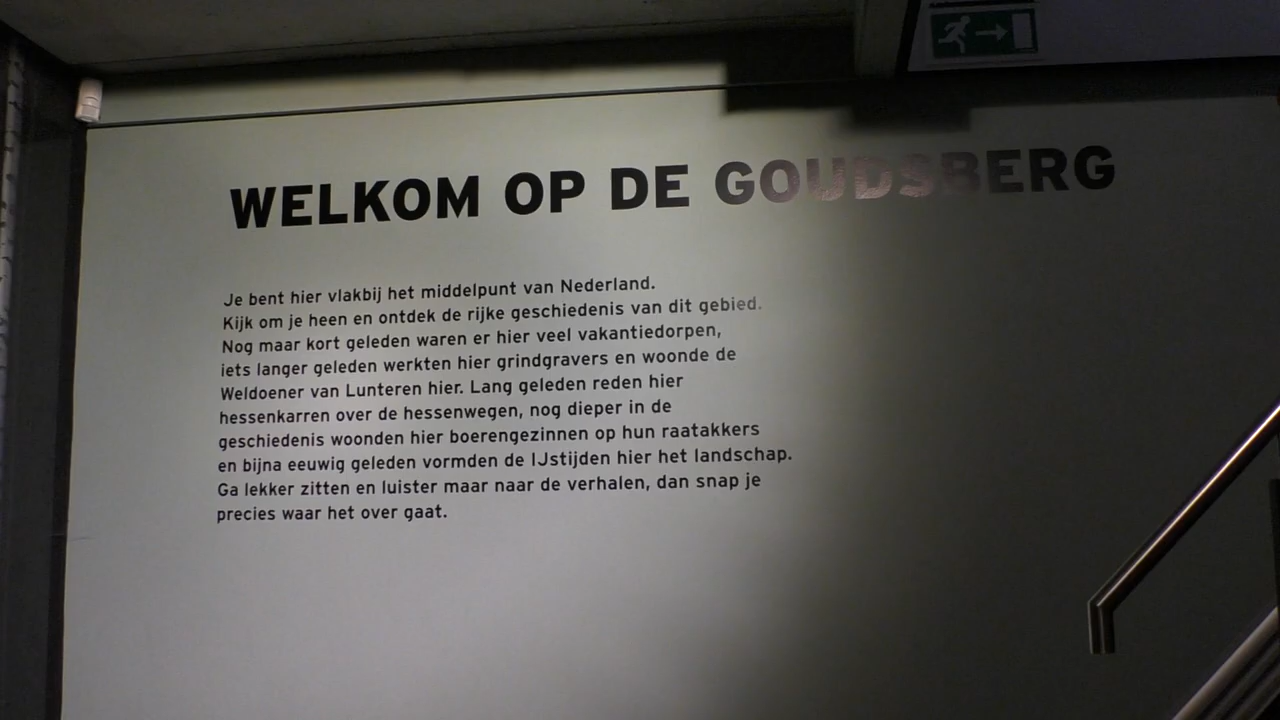 WELKOM OP DE GOUDSBERG
Je bent hier vlakbij het middelpunt van Nederland.
Kijk om je heen en ontdek de rijke geschiedenis van dit gebied.
Nog maar kort geleden waren er hier veel vakantiedorpen,
iets langer geleden werkten hier grindgravers en woonde de
Weldoener van Lunteren hier. Lang geleden reden hier
hessenkarren over de hessenwegen, nog dieper in de
geschiedenis woonden hier boerengezinnen op hun raatakkers
en bijna eeuwig geleden vormden de IJstijden hier het landschap.
Ga lekker zitten en luister maar naar de verhalen, dan snap je
precies waar het over gaat.